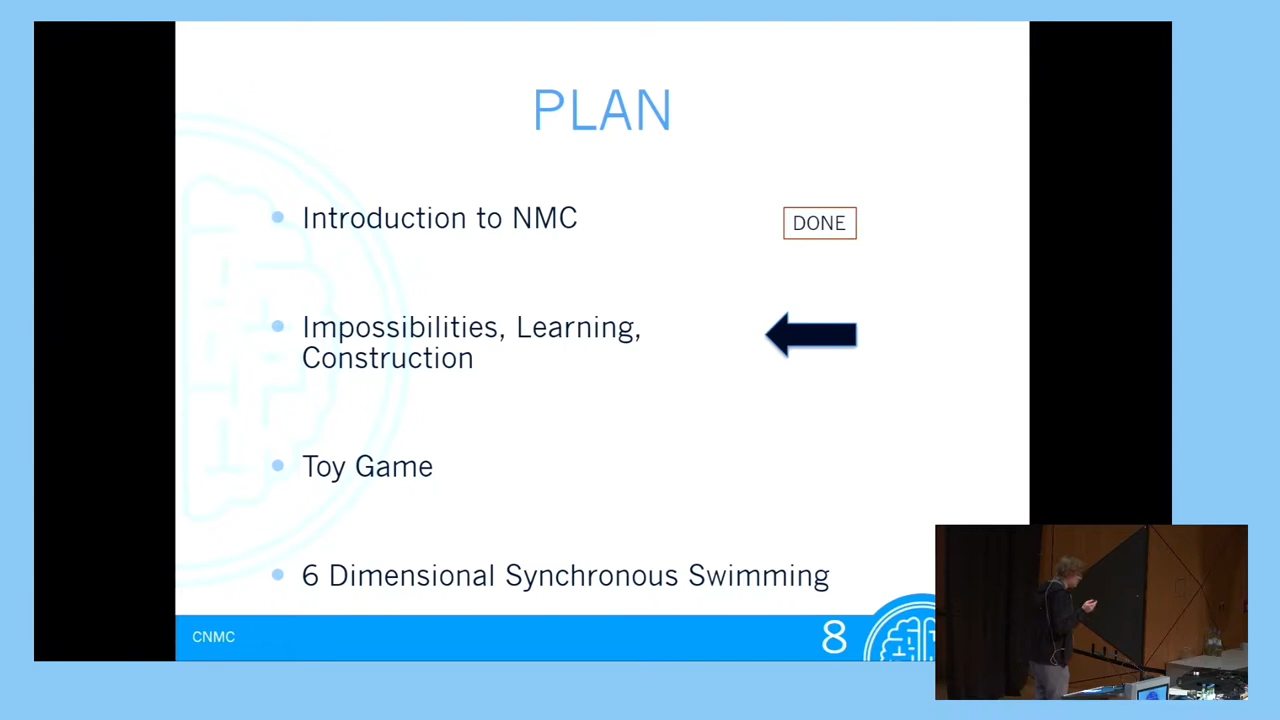 PLAN
Introduction to NMC
DONE
Impossibilities, Learning,
Construction
Toy Game
6 Dimensional Synchronous Swimming
CNMC
8